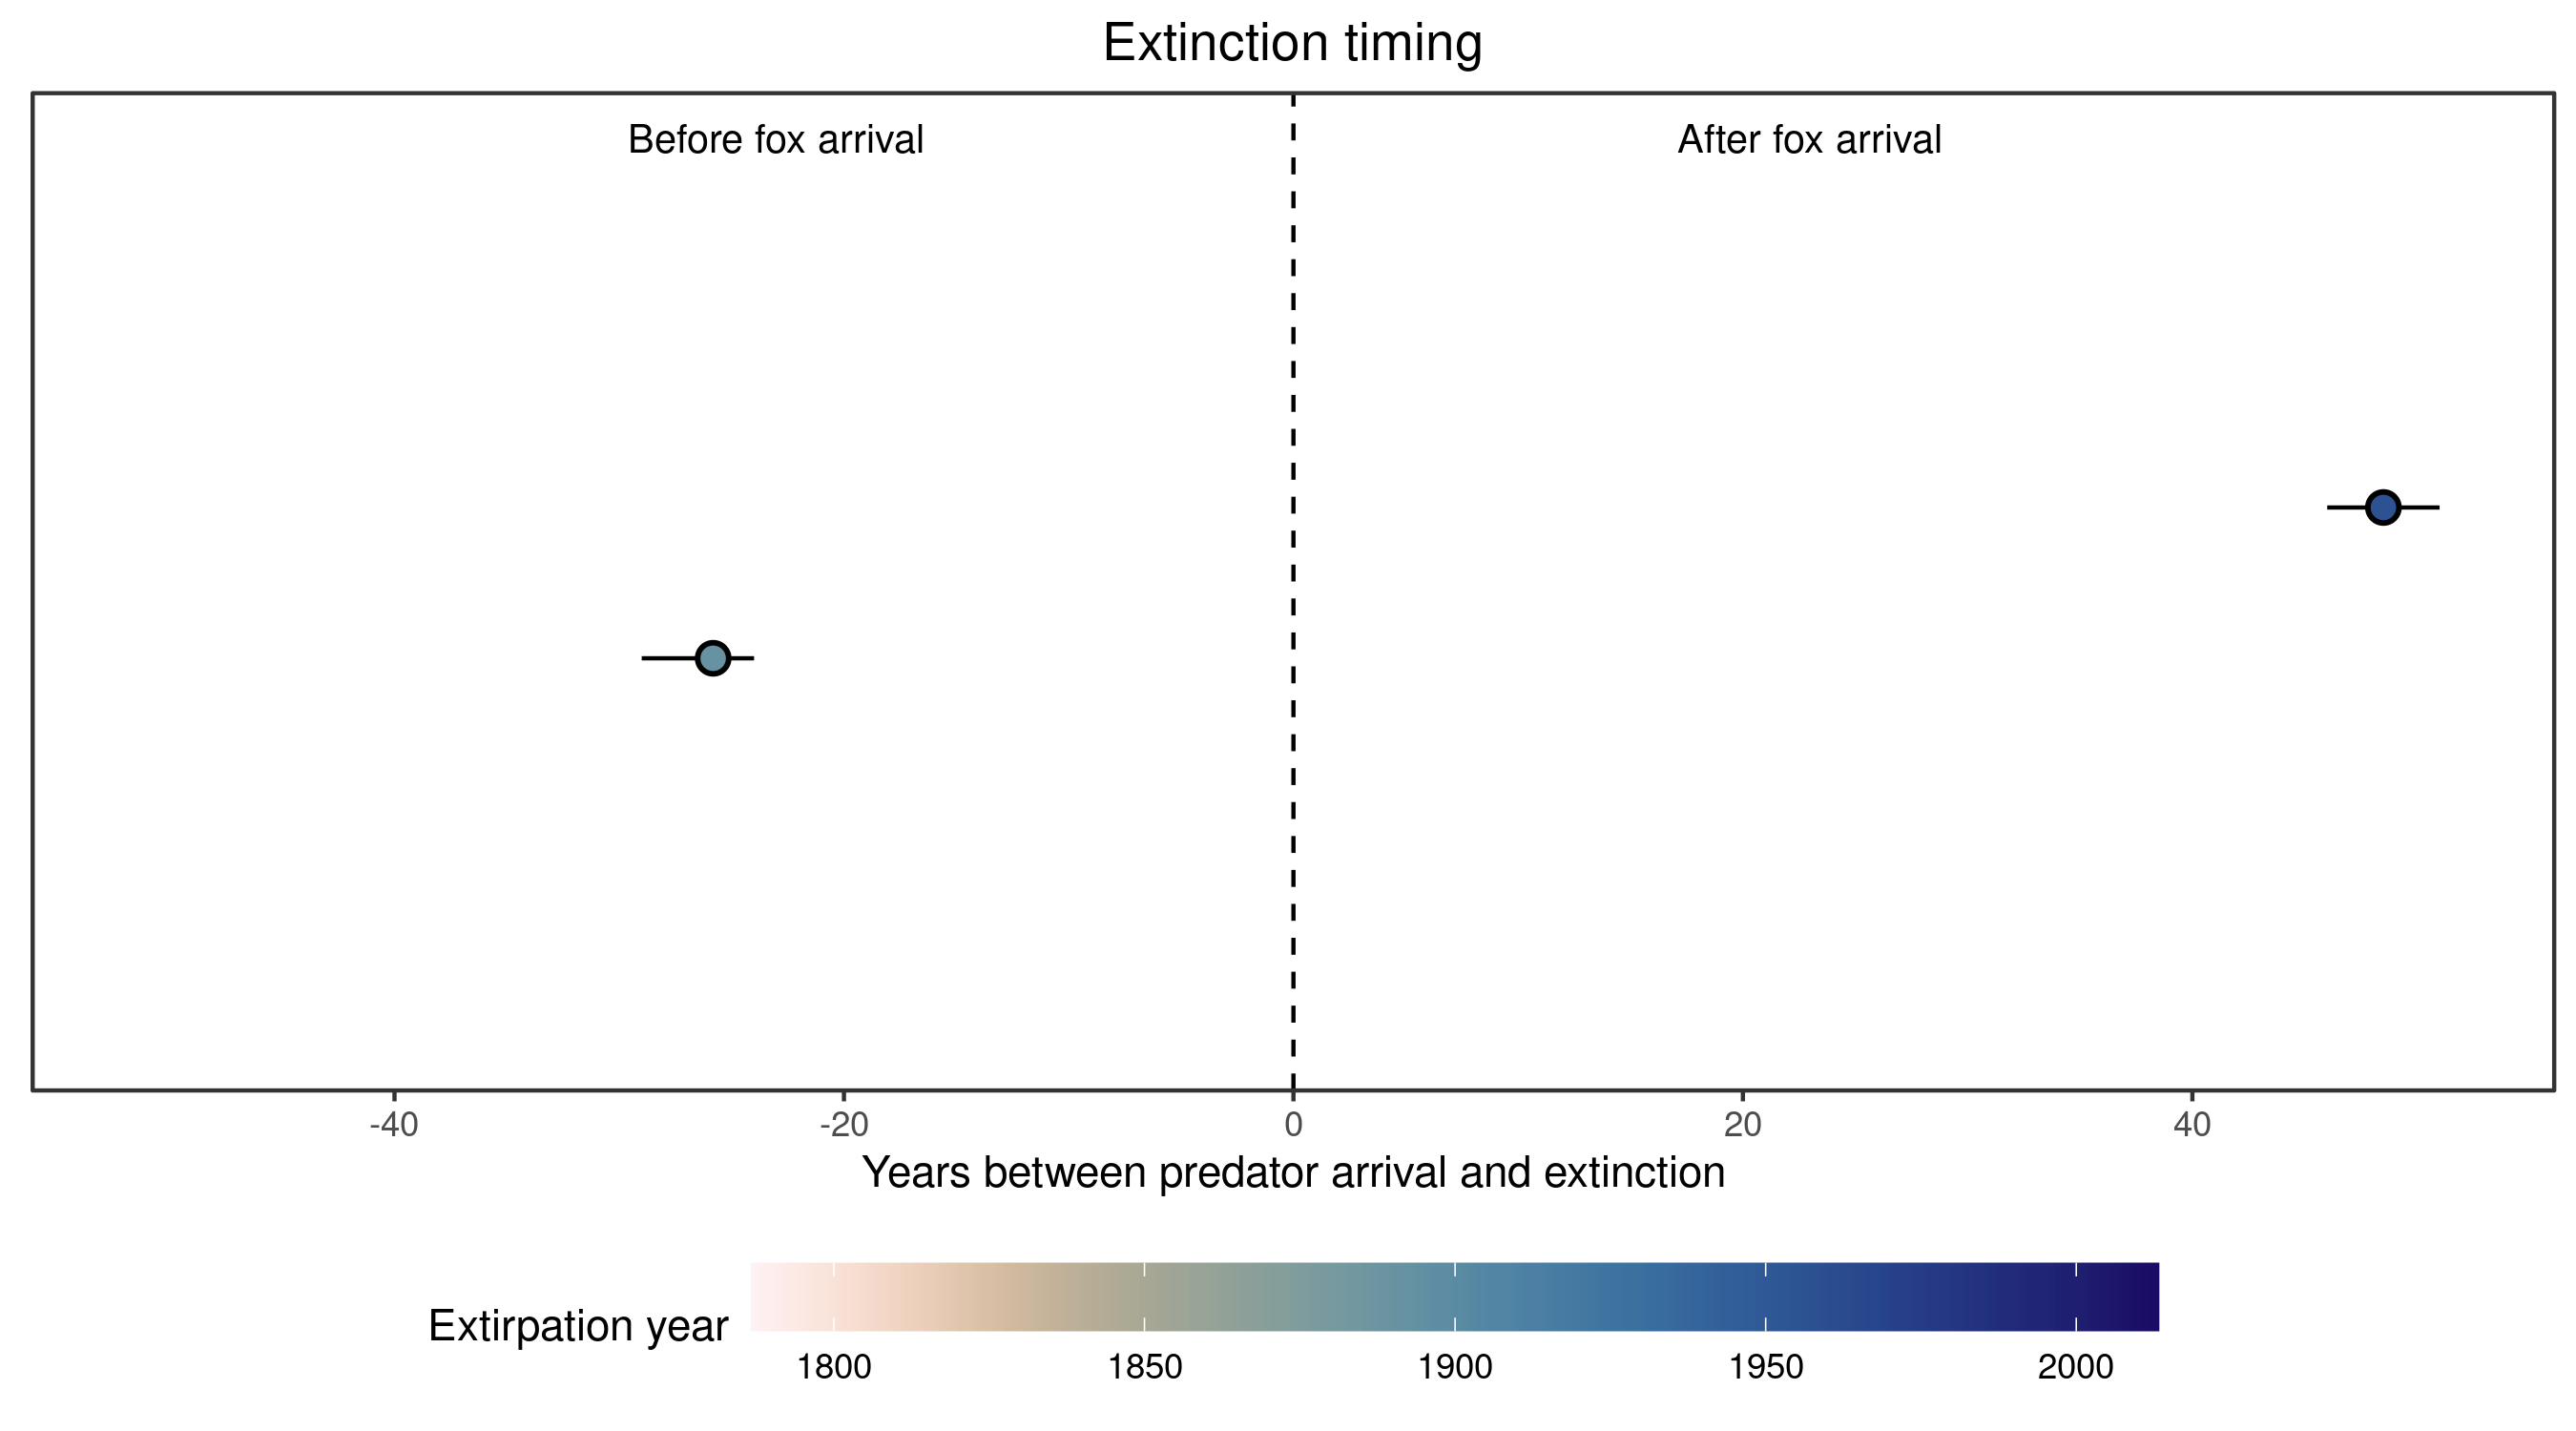 Extinction timing
Before fox arrival
After fox arrival
-40
-20
0
20
40
Years between predator arrival and extinction
Extirpation year
1800
1850
1900
1950
2000